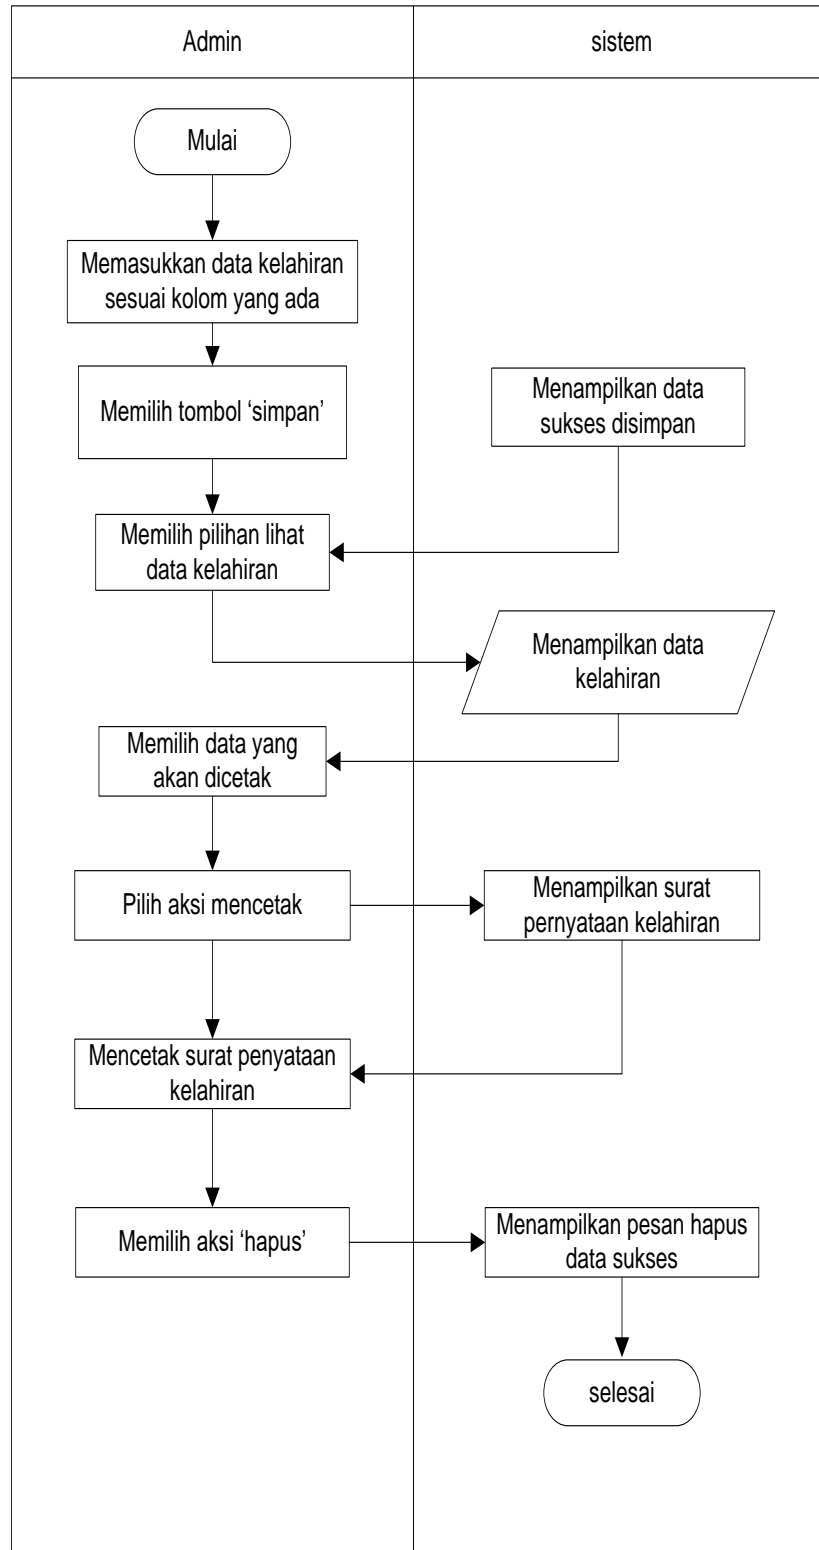 Admin
sistem
Mulai
Memasukkan data kelahiran
sesuai kolom yang ada
Memilih tombol ‘simpan’
Menampilkan data
sukses disimpan
Memilih pilihan lihat
data kelahiran
Menampilkan data
kelahiran
Memilih data yang
akan dicetak
Pilih aksi mencetak
Menampilkan surat
pernyataan kelahiran
Mencetak surat penyataan
kelahiran
Memilih aksi ‘hapus’
Menampilkan pesan hapus
data sukses
selesai